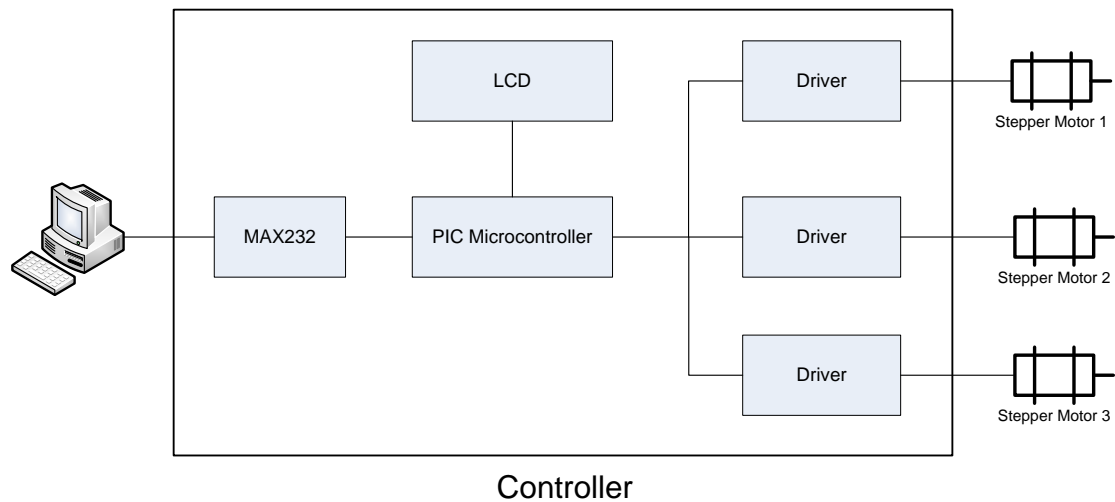 LCD
Driver
Stepper Motor 1
MAX232
PIC Microcontroller
Driver
Stepper Motor 2
Driver
Stepper Motor 3
Controller